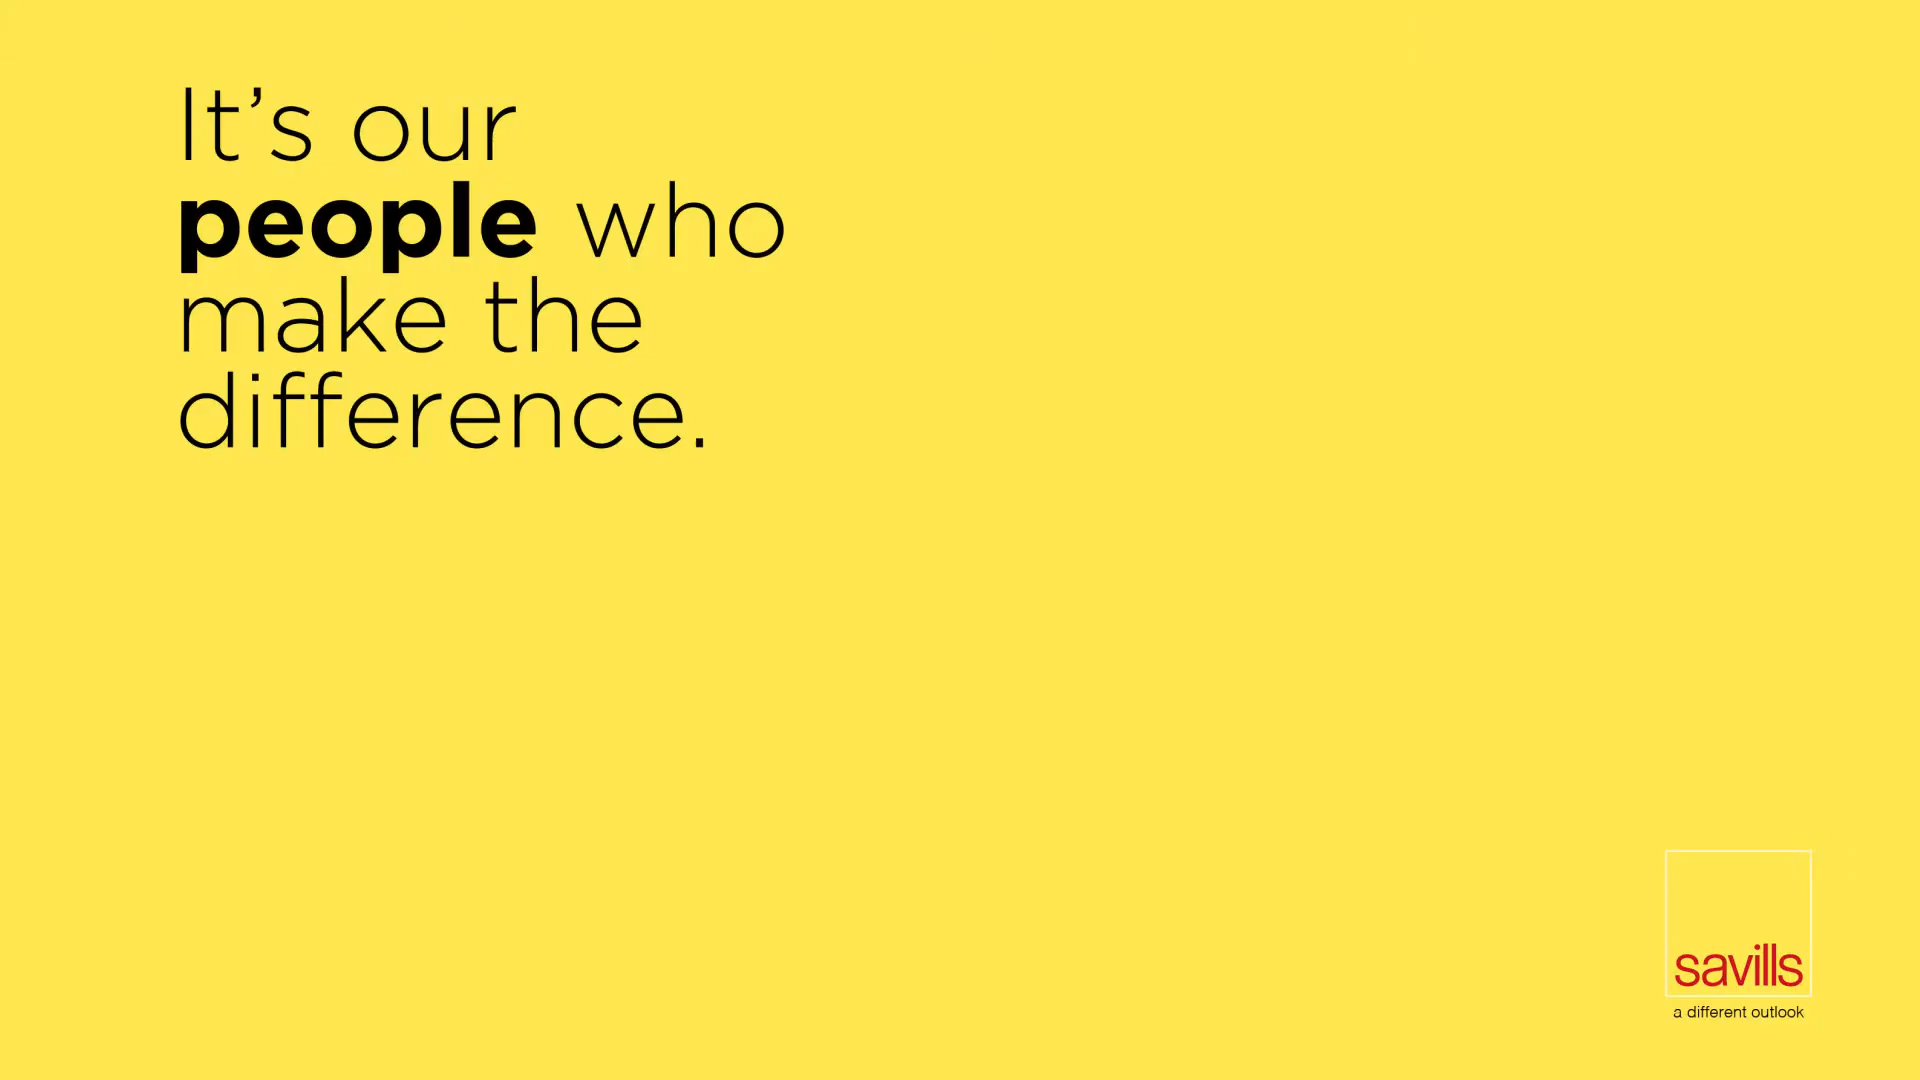 It’s our
people who
make the
difference.
savills
a different outlook